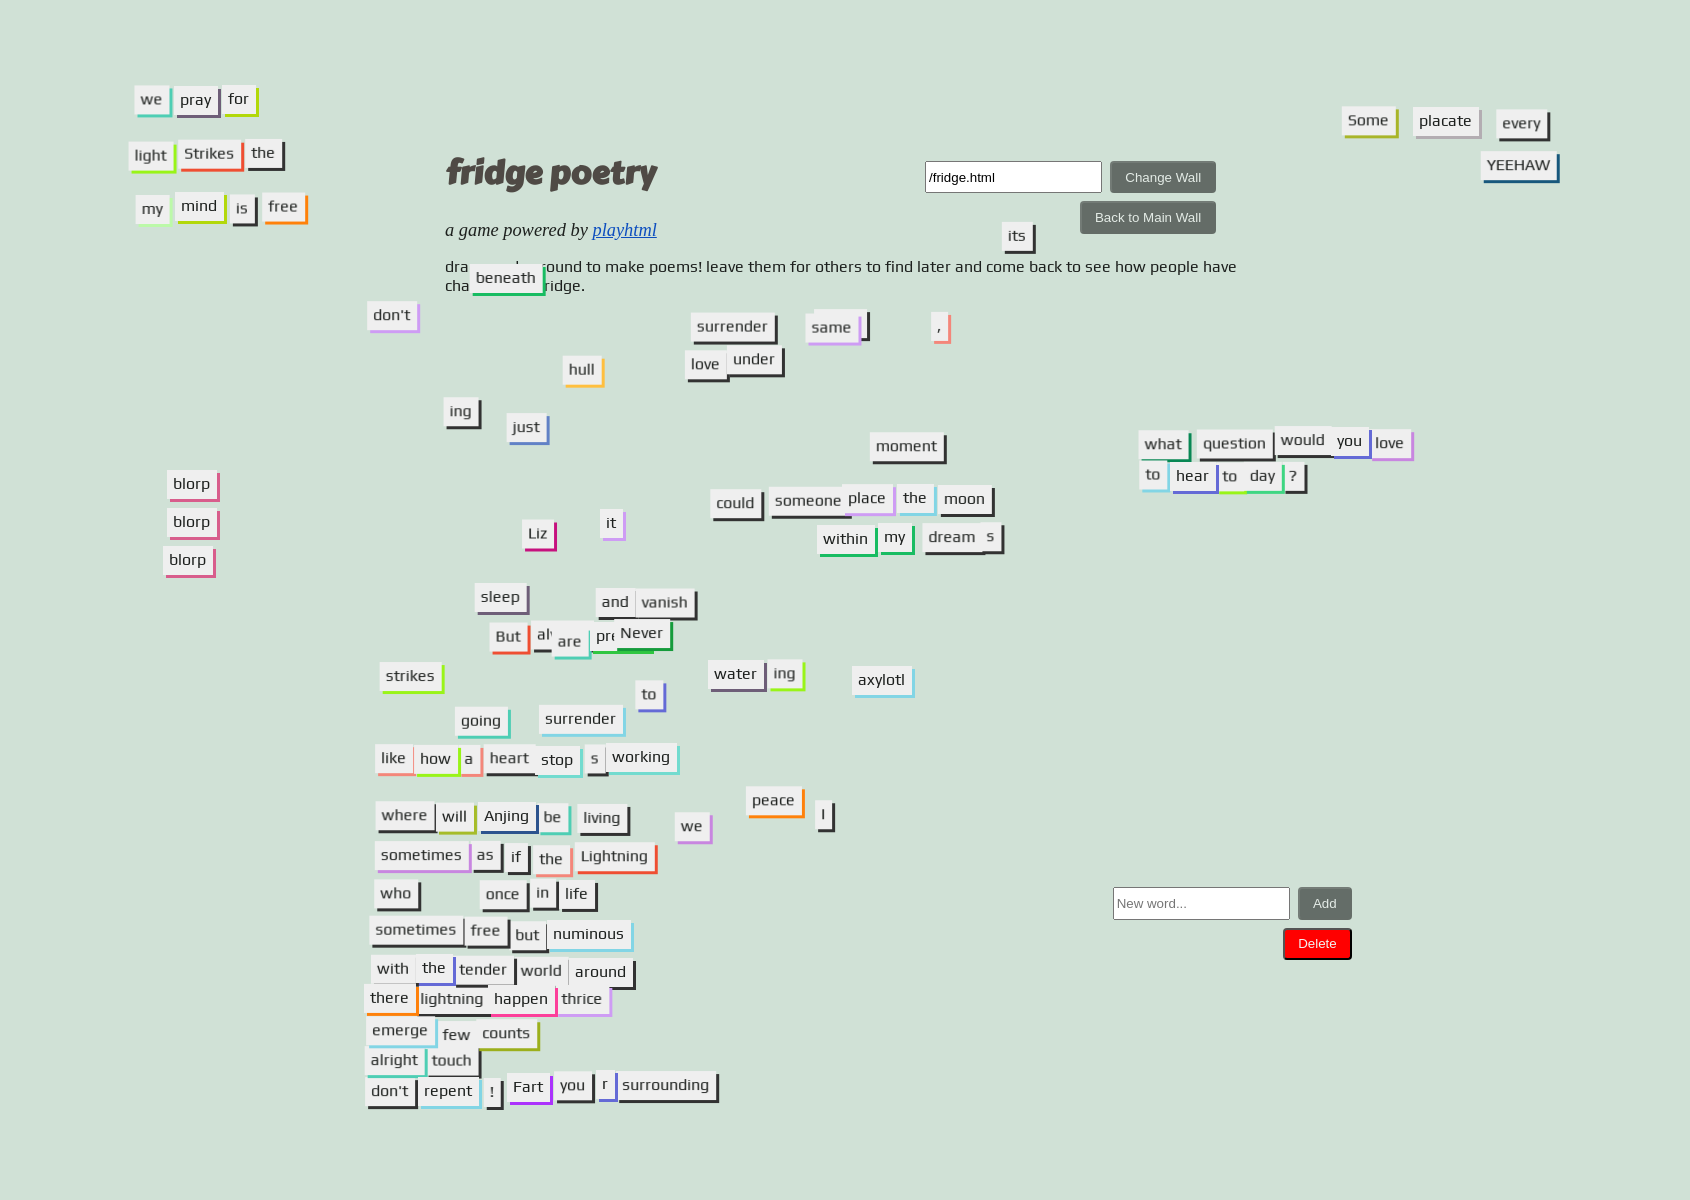 we pray for
Some placate every
light Strikes the
YEEHAW
fridge poetry
/fridge.html Change Wall
my mind is free
Back to Main Wall
a game powered by playhtml
its
ound to make poems! leave them for others to find later and come back to see how people have
beneath
ridge.
don't
surrender same ,
love under
hull
ing just
moment
what question would you love
to hear to day ?
blorp
blorp
blorp
could someone place the moon
within my dream s
Liz it
sleep and vanish
But are Never
strikes
water ing axylotl
to
going surrender
like how a heart stop s working
peace I
where will Anjing be living we
sometimes as if the Lightning
who once in life
New word... Add
Delete
sometimes free but numinous
with the tender world around
there lightning happen thrice
emerge few counts
alright touch
don't repent ! Fart you r surrounding